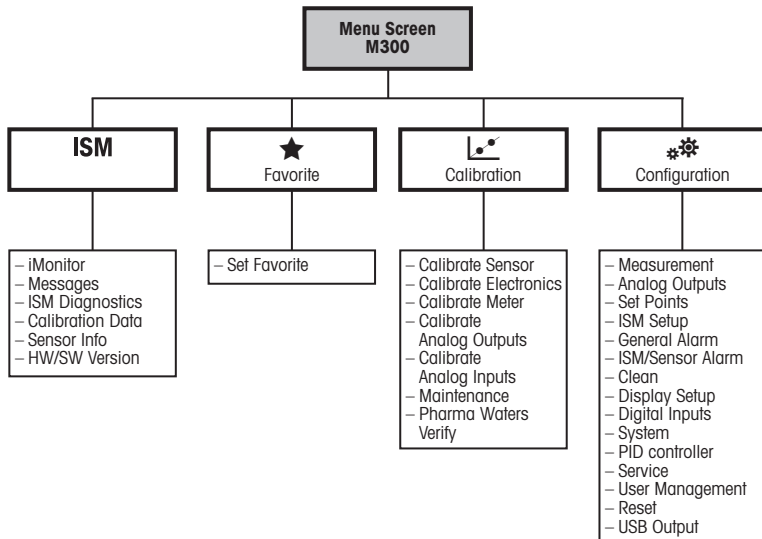 Menu Screen
M300
ISM
Favorite
Calibration
Configuration
– iMonitor
– Messages
– ISM Diagnostics
– Calibration Data
– Sensor Info
– HW/SW Version
– Set Favorite
– Calibrate Sensor
– Calibrate Electronics
– Calibrate Meter
– Calibrate
Analog Outputs
– Calibrate
Analog Inputs
– Maintenance
– Pharma Waters
Verify
– Measurement
– Analog Outputs
– Set Points
– ISM Setup
– General Alarm
– ISM/Sensor Alarm
– Clean
– Display Setup
– Digital Inputs
– System
– PID controller
– Service
– User Management
– Reset
– USB Output